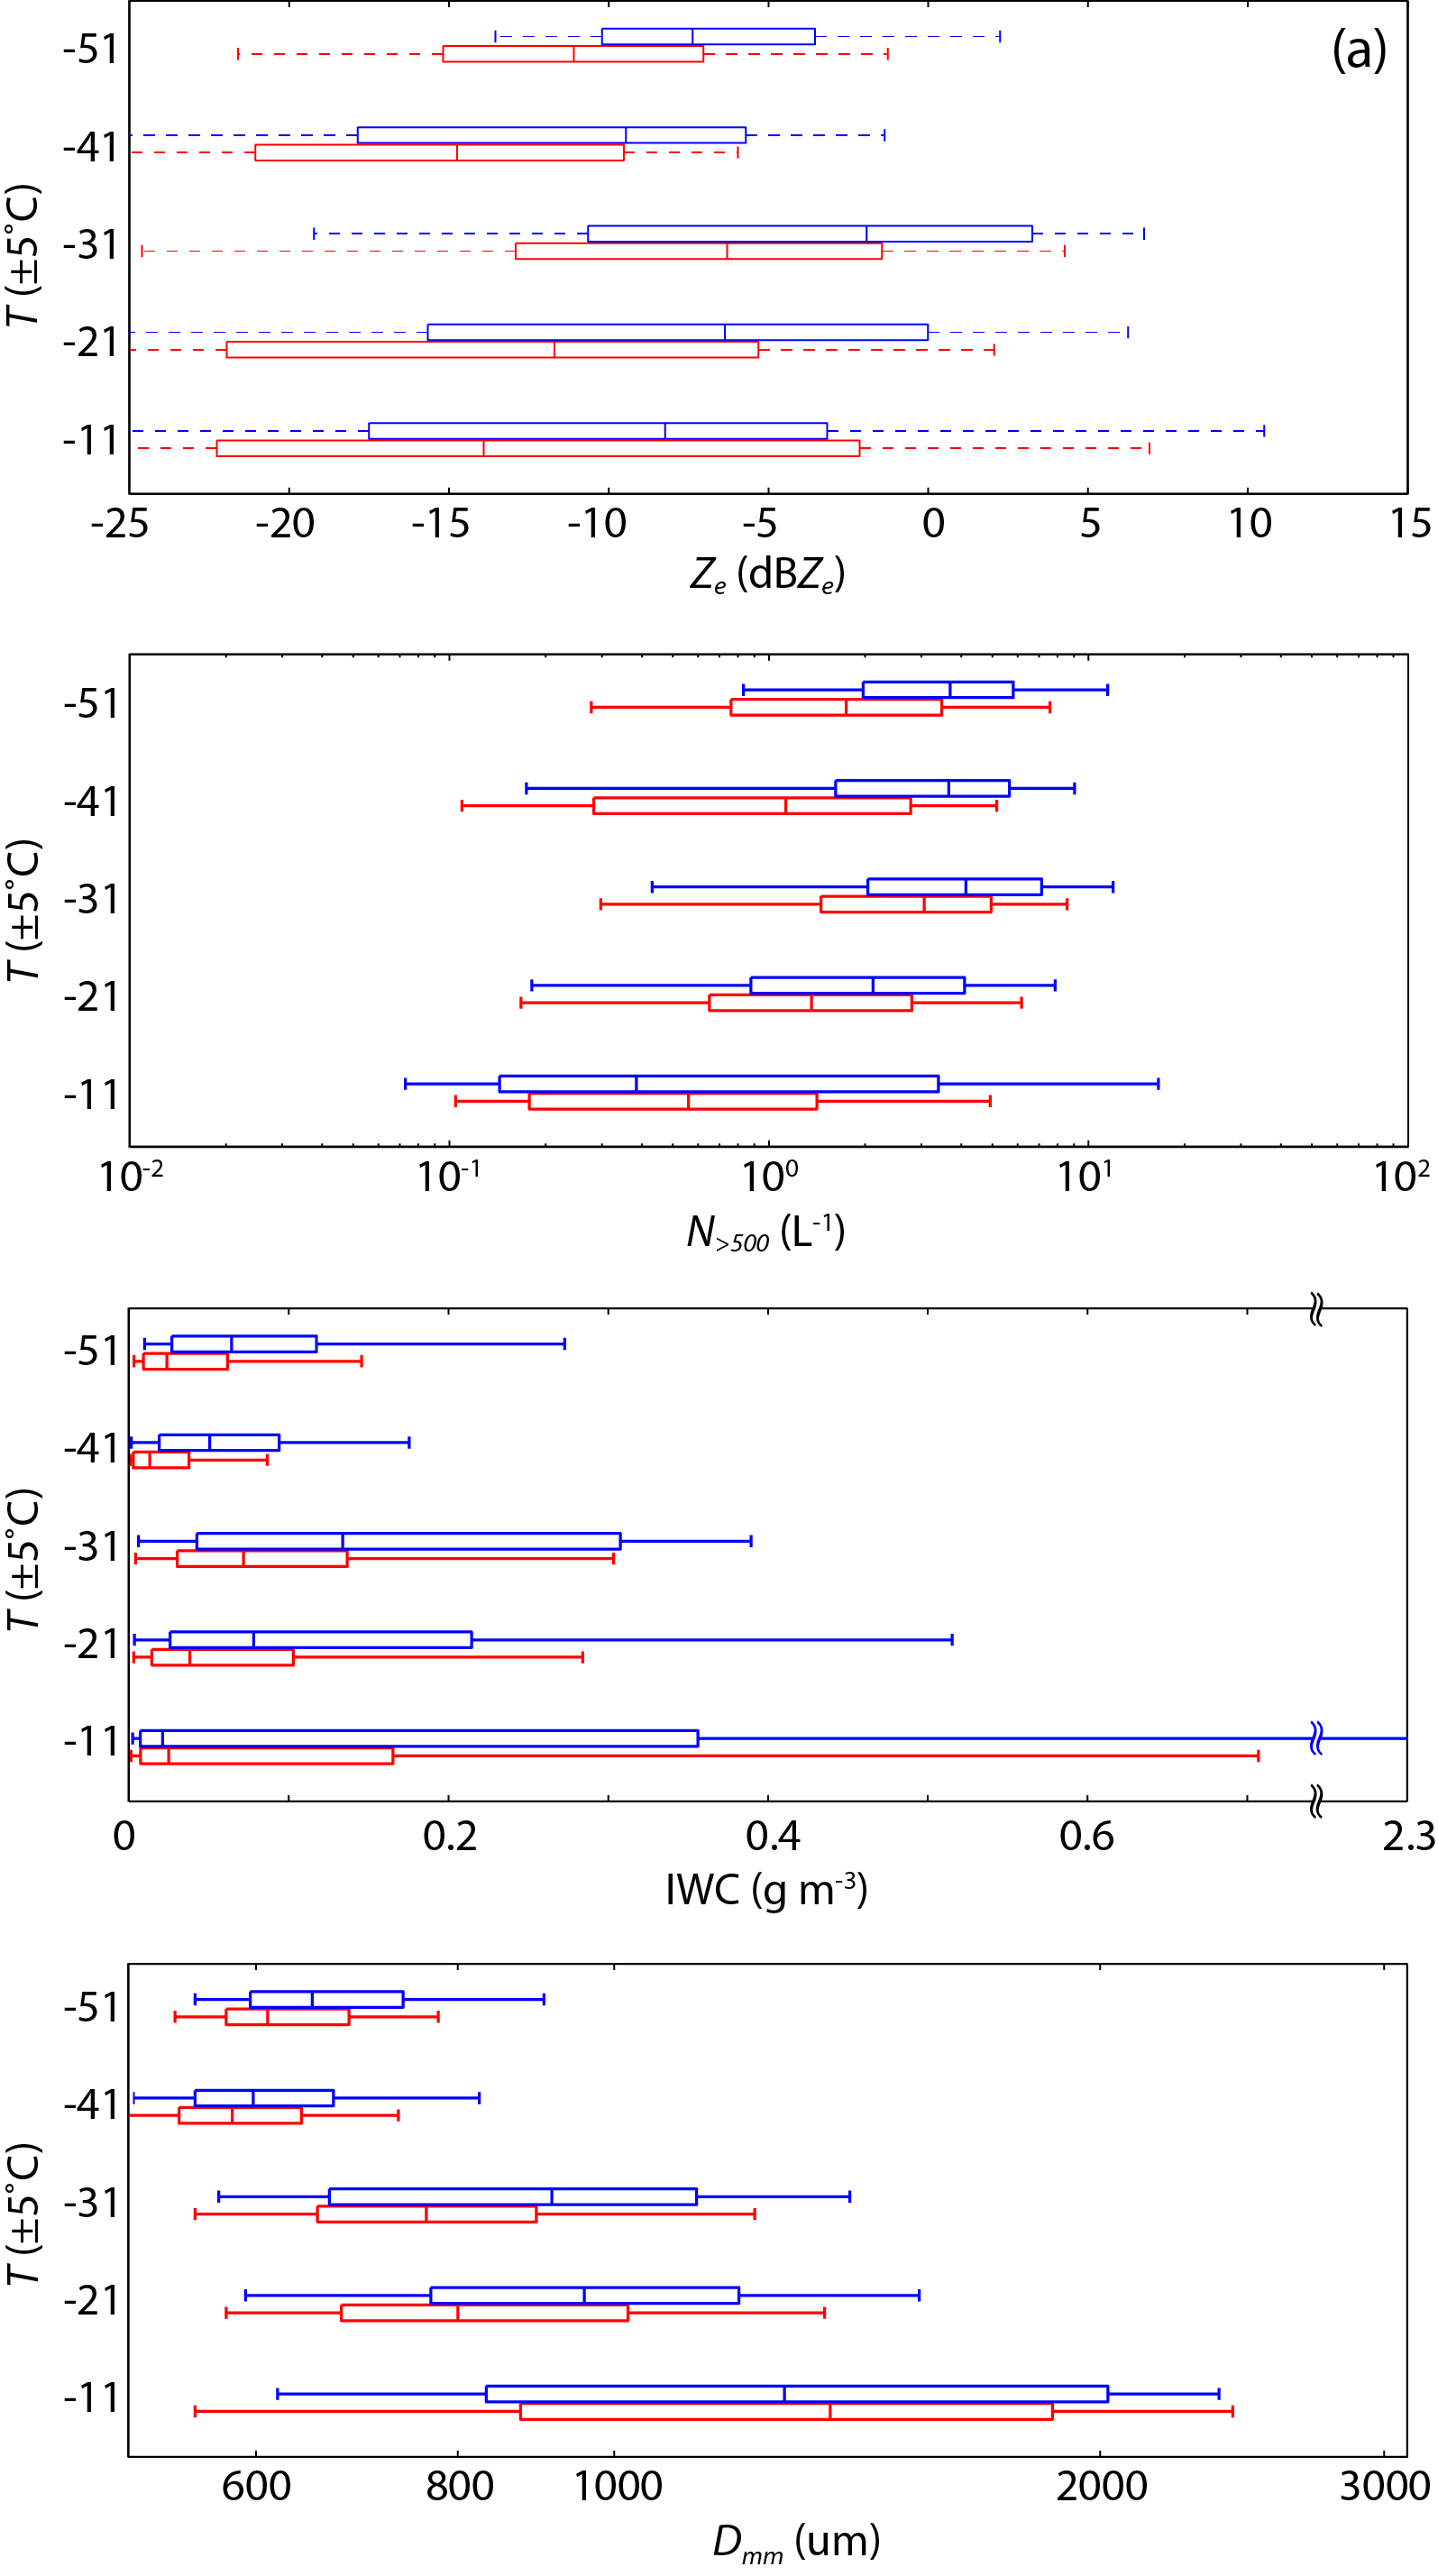 (a)
T (±5°C)
-51
-41
-31
-21
-11
-25 -20 -15 -10 -5 0 5 10 15
Ze (dBZe)
T (±5°C)
-51
-41
-31
-21
-11
10-2 10-1 100 101 102
N>500 (L-1)
T (±5°C)
-51
-41
-31
-21
-11
0 0.2 0.4 0.6 2.3
IWC (g m-3)
T (±5°C)
-51
-41
-31
-21
-11
600 800 1000 2000 3000
Dmm (um)